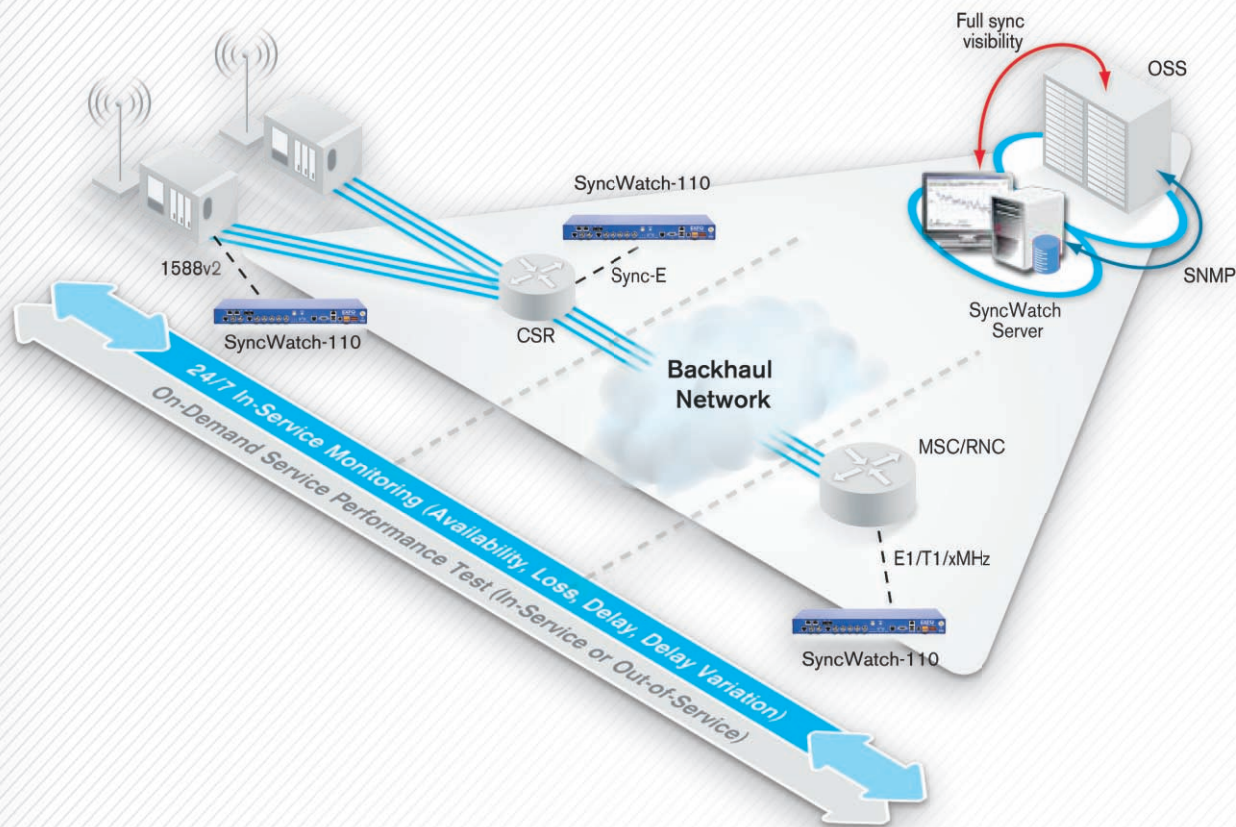 Full sync
visibility
OSS
SyncWatch-110
1588v2
Sync-E
SNMP
SyncWatch
Server
SyncWatch-110
CSR
Backhaul
Network
MSC/RNC
24/7 In-Service Monitoring (Availability, Loss, Delay, Delay Variation)
On-Demand Service Performance Test (In-Service or Out-of-Service)
E1/T1/xMHz
SyncWatch-110